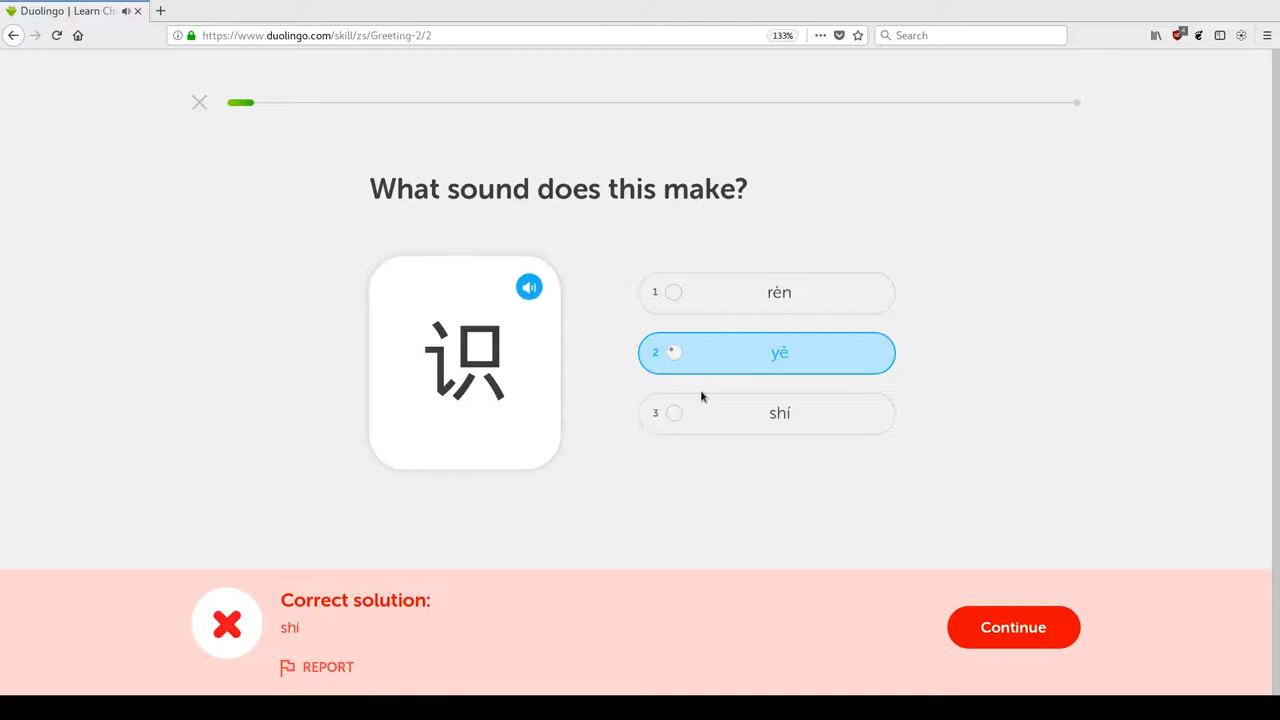 Duolingo | Learn Ch
https://www.duolingo.com/skill/zs/Greeting-2/2
133%
Search
What sound does this make?
识
1 rèn
2 yě
3 shí
Correct solution:
shí
REPORT
Continue